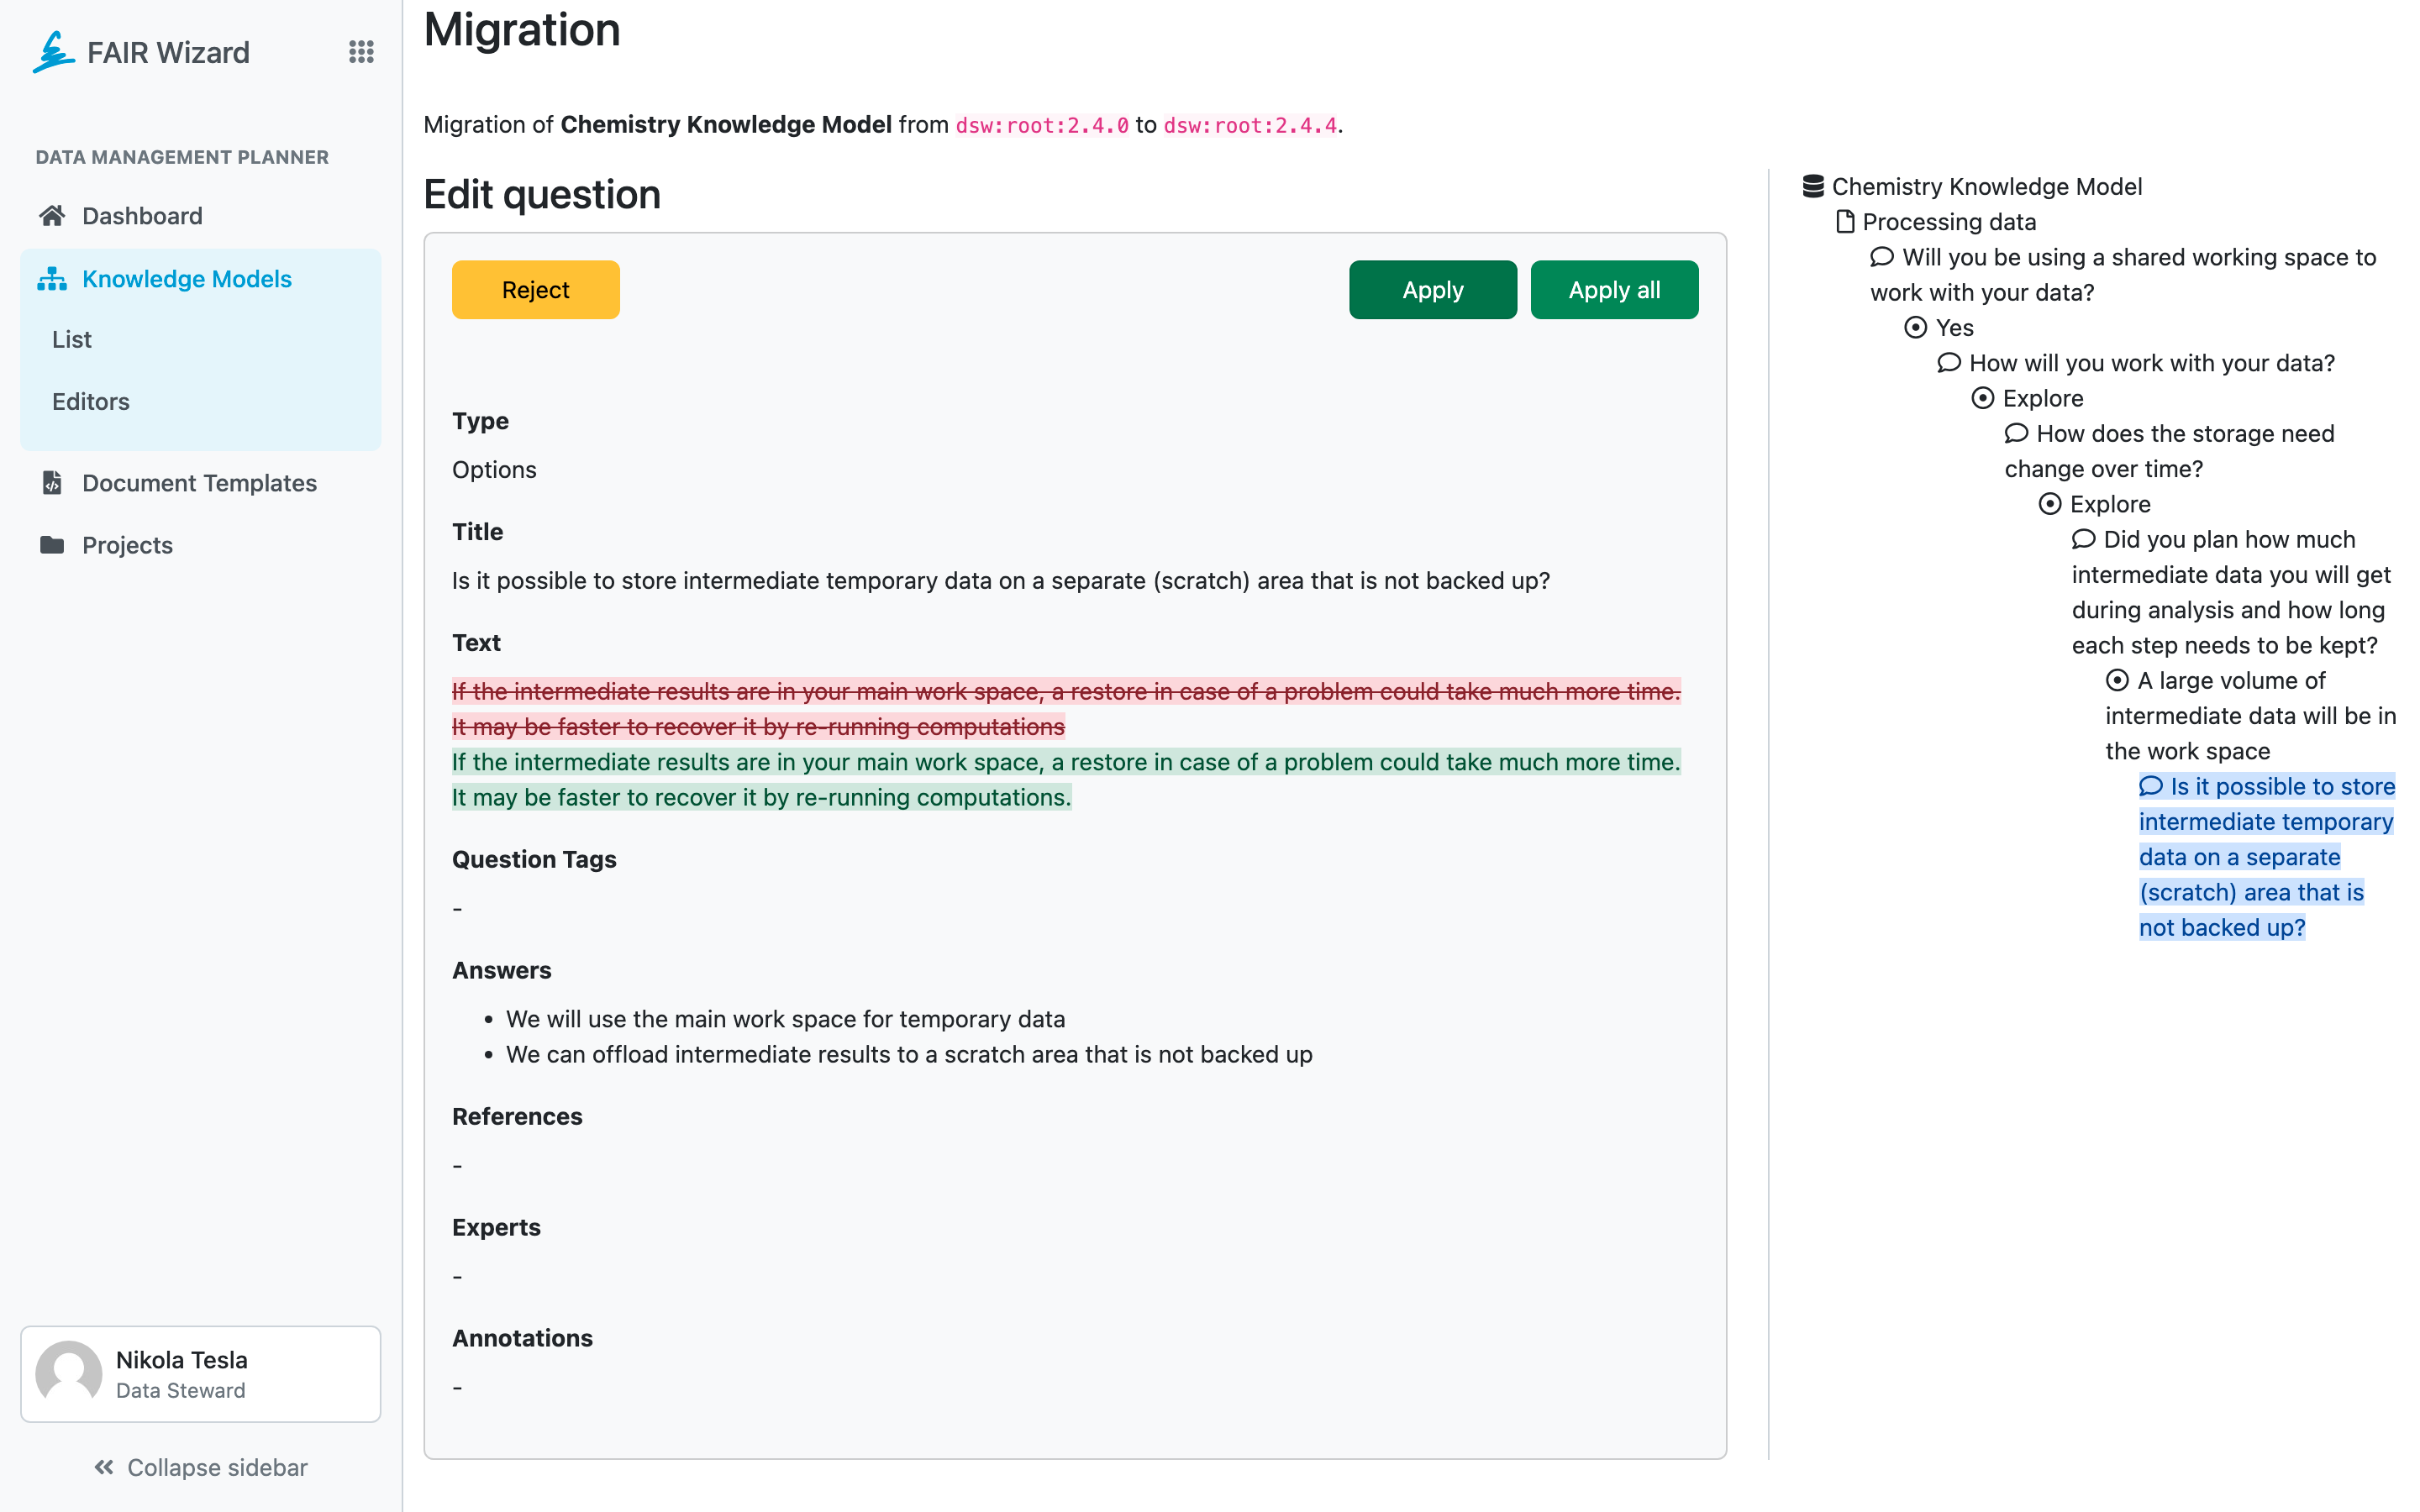 FAIR Wizard
DATA MANAGEMENT PLANNER
Dashboard
Knowledge Models
List
Editors
Document Templates
Projects
Nikola Tesla
Data Steward
Collapse sidebar
Migration
Migration of Chemistry Knowledge Model from dsw:root:2.4.0 to dsw:root:2.4.4.
Edit question
Reject
Apply
Apply all
Type
Options
Title
Is it possible to store intermediate temporary data on a separate (scratch) area that is not backed up?
Text
If the intermediate results are in your main work space, a restore in case of a problem could take much more time.
It may be faster to recover it by re-running computations
If the intermediate results are in your main work space, a restore in case of a problem could take much more time.
It may be faster to recover it by re-running computations.
Question Tags
-
Answers
• We will use the main work space for temporary data
• We can offload intermediate results to a scratch area that is not backed up
References
-
Experts
-
Annotations
-
Chemistry Knowledge Model
Processing data
Will you be using a shared working space to
work with your data?
Yes
How will you work with your data?
Explore
How does the storage need
change over time?
Explore
Did you plan how much
intermediate data you will get
during analysis and how long
each step needs to be kept?
A large volume of
intermediate data will be in
the work space
Is it possible to store
intermediate temporary
data on a separate
(scratch) area that is
not backed up?